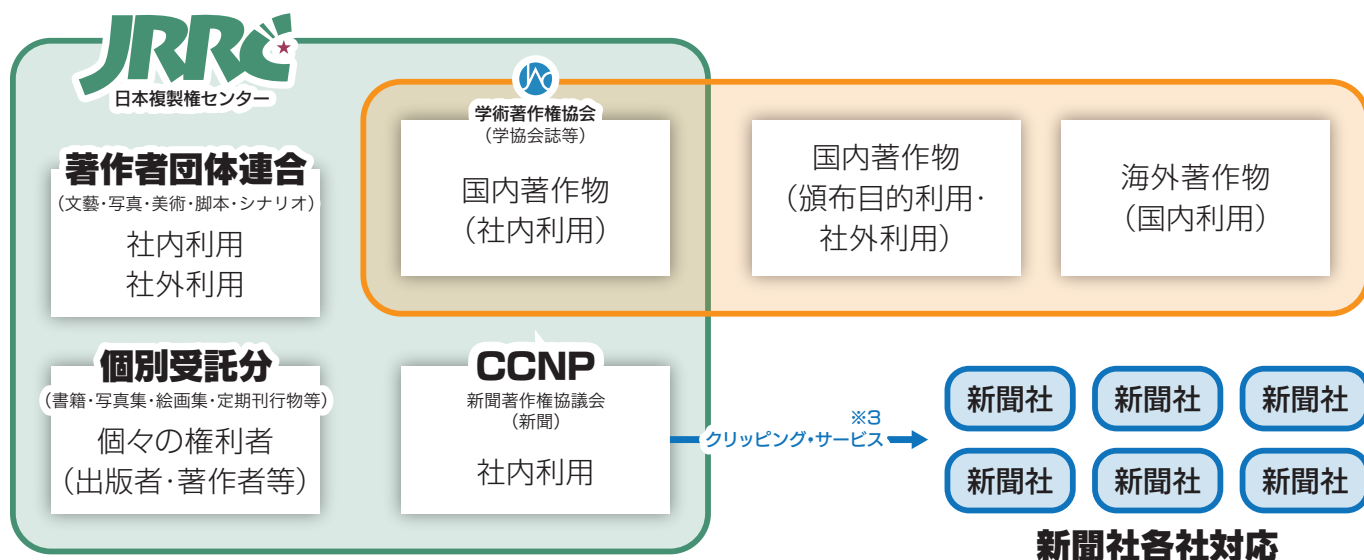 JRRC
日本複製権センター
著作者団体連合
（文藝・写真・美術・脚本・シナリオ）
社内利用
社外利用
学術著作権協会
（学協会誌等）
国内著作物
（社内利用）
国内著作物
（頒布目的利用・
社外利用）
海外著作物
（国内利用）
個別受託分
（書籍・写真集・絵画集・定期刊行物等）
個々の権利者
（出版者・著作者等）
CCNP
新聞著作権協議会
（新聞）
社内利用
※3
クリッピング・サービス
新聞社
新聞社
新聞社
新聞社
新聞社
新聞社
新聞社各社対応